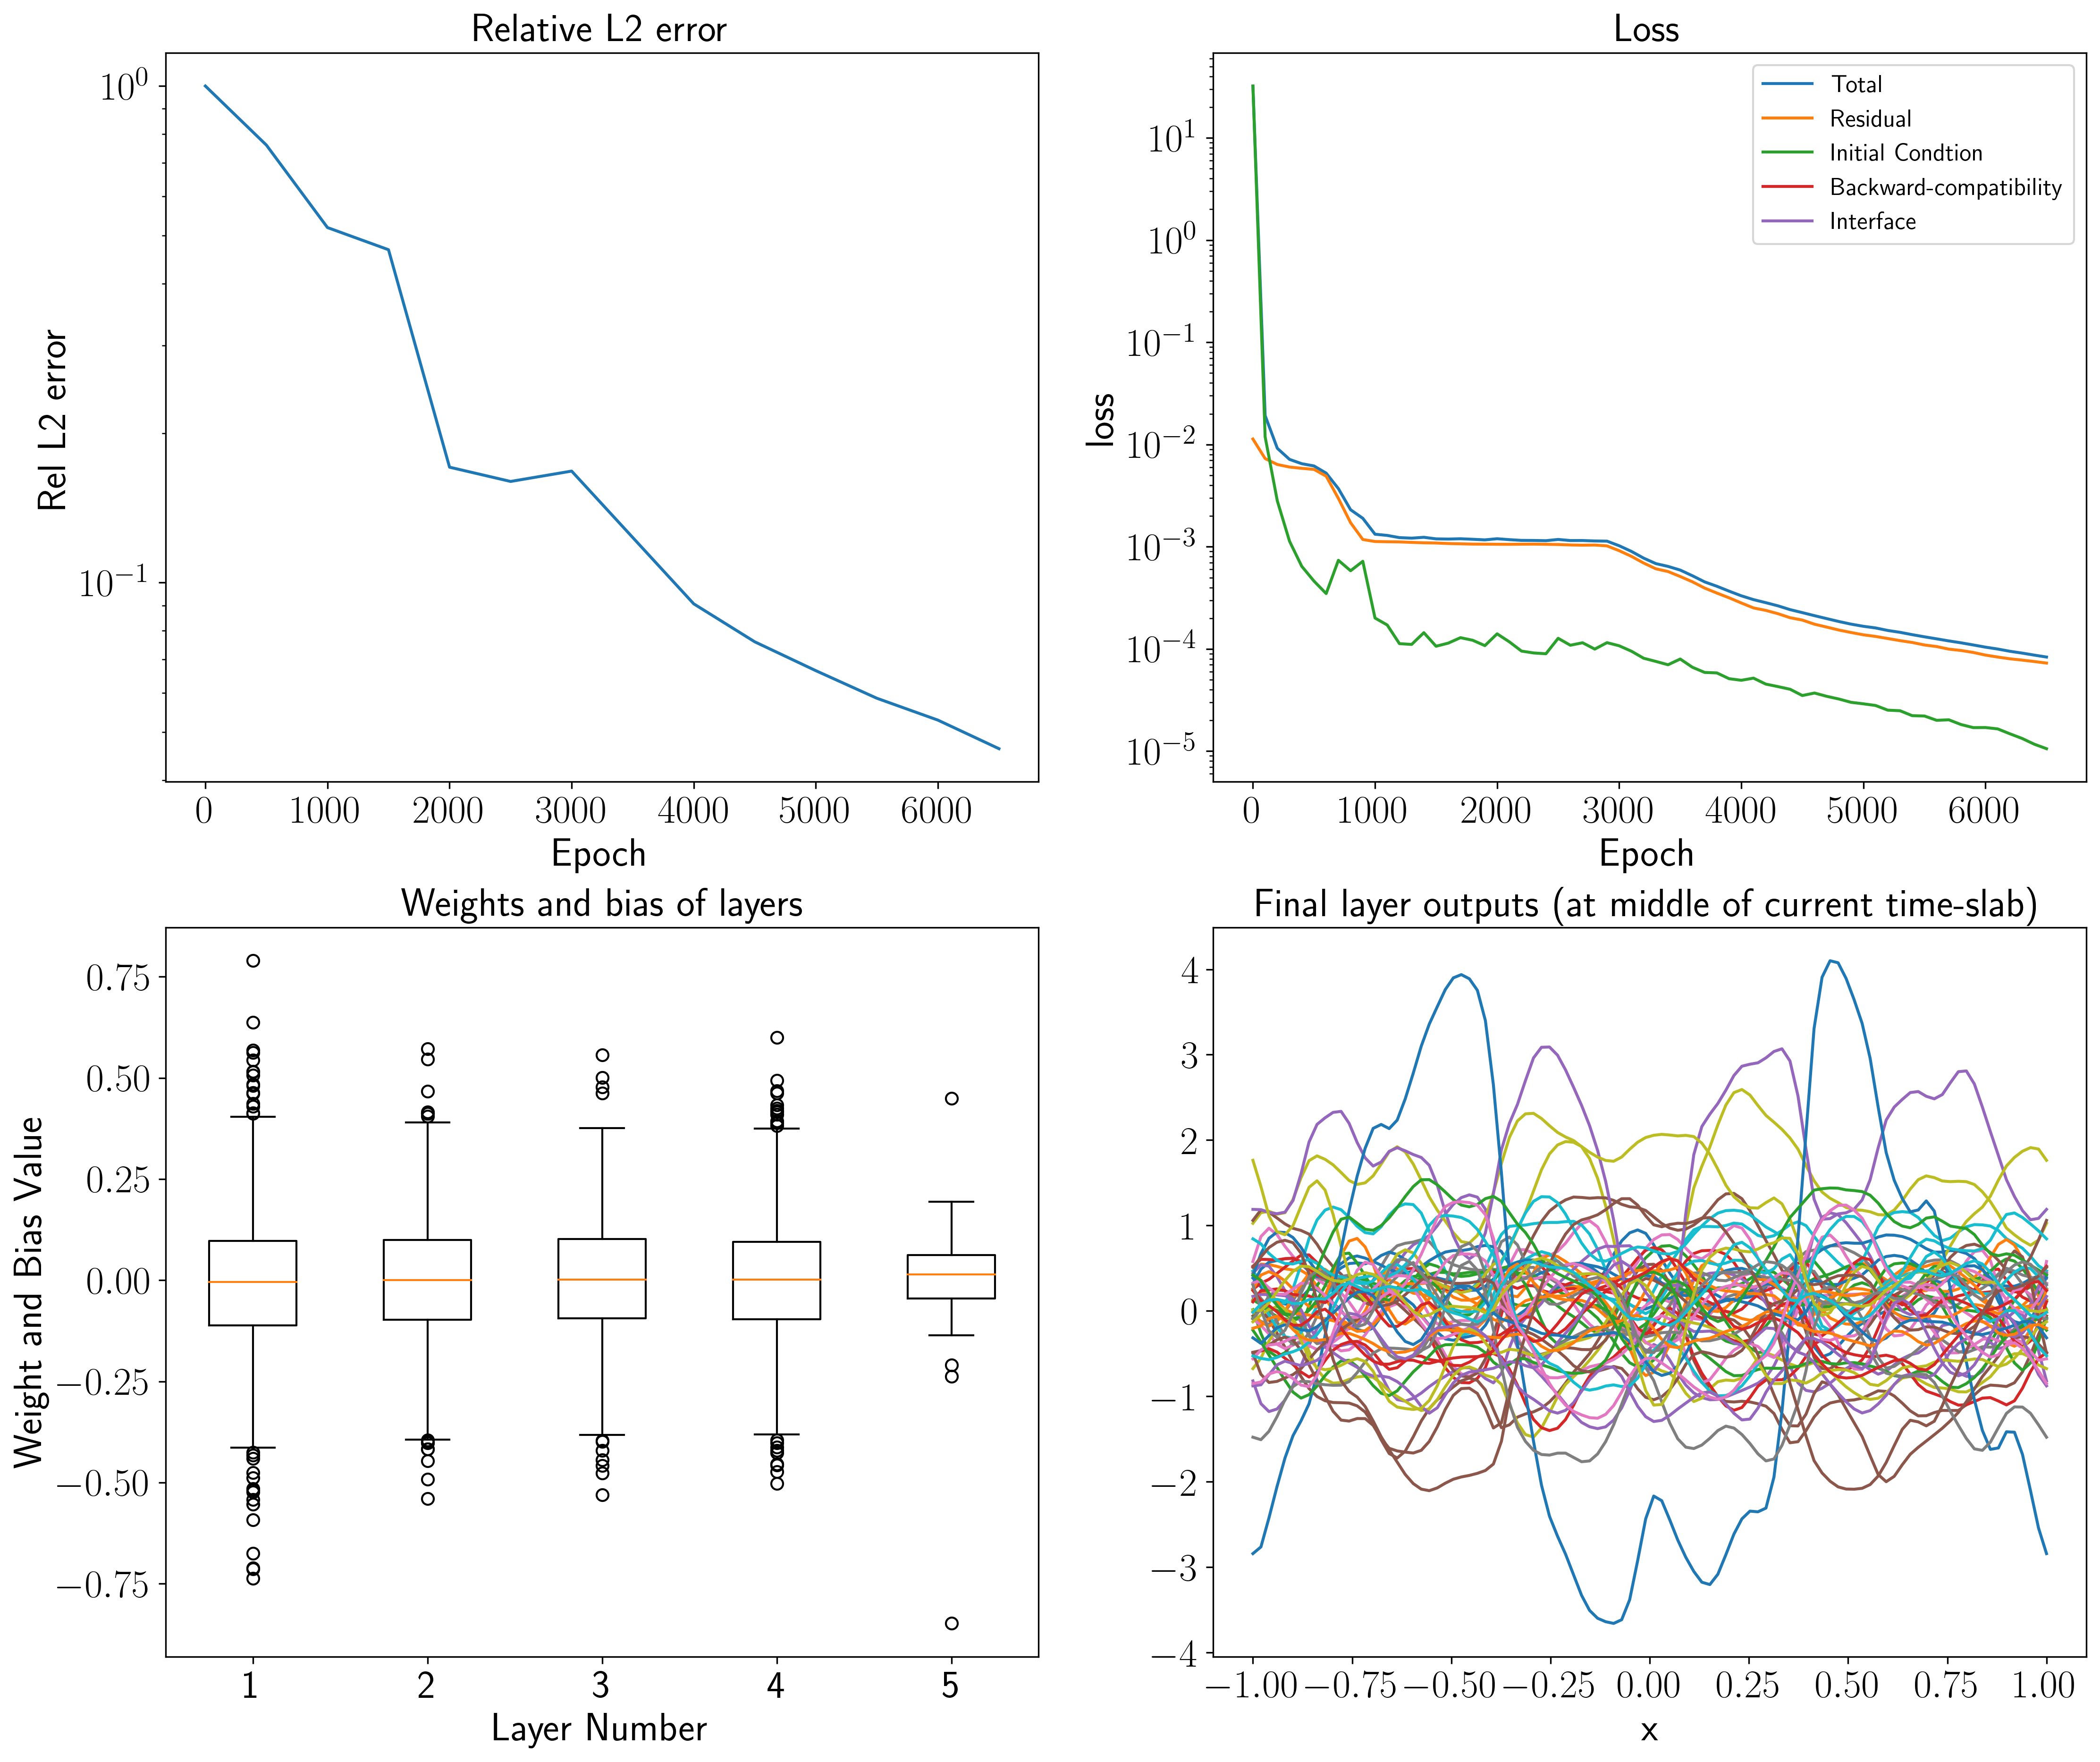 Relative L2 error
Rel L2 error
10^0
10^−1
0 1000 2000 3000 4000 5000 6000
Epoch
Loss
loss
10^1
10^0
10^−1
10^−2
10^−3
10^−4
10^−5
Total
Residual
Initial Condtion
Backward-compatibility
Interface
0 1000 2000 3000 4000 5000 6000
Epoch
Weights and bias of layers
Weight and Bias Value
0.75
0.50
0.25
0.00
−0.25
−0.50
−0.75
1 2 3 4 5
Layer Number
Final layer outputs (at middle of current time-slab)
4
3
2
1
0
−1
−2
−3
−4
−1.00 −0.75 −0.50 −0.25 0.00 0.25 0.50 0.75 1.00
x